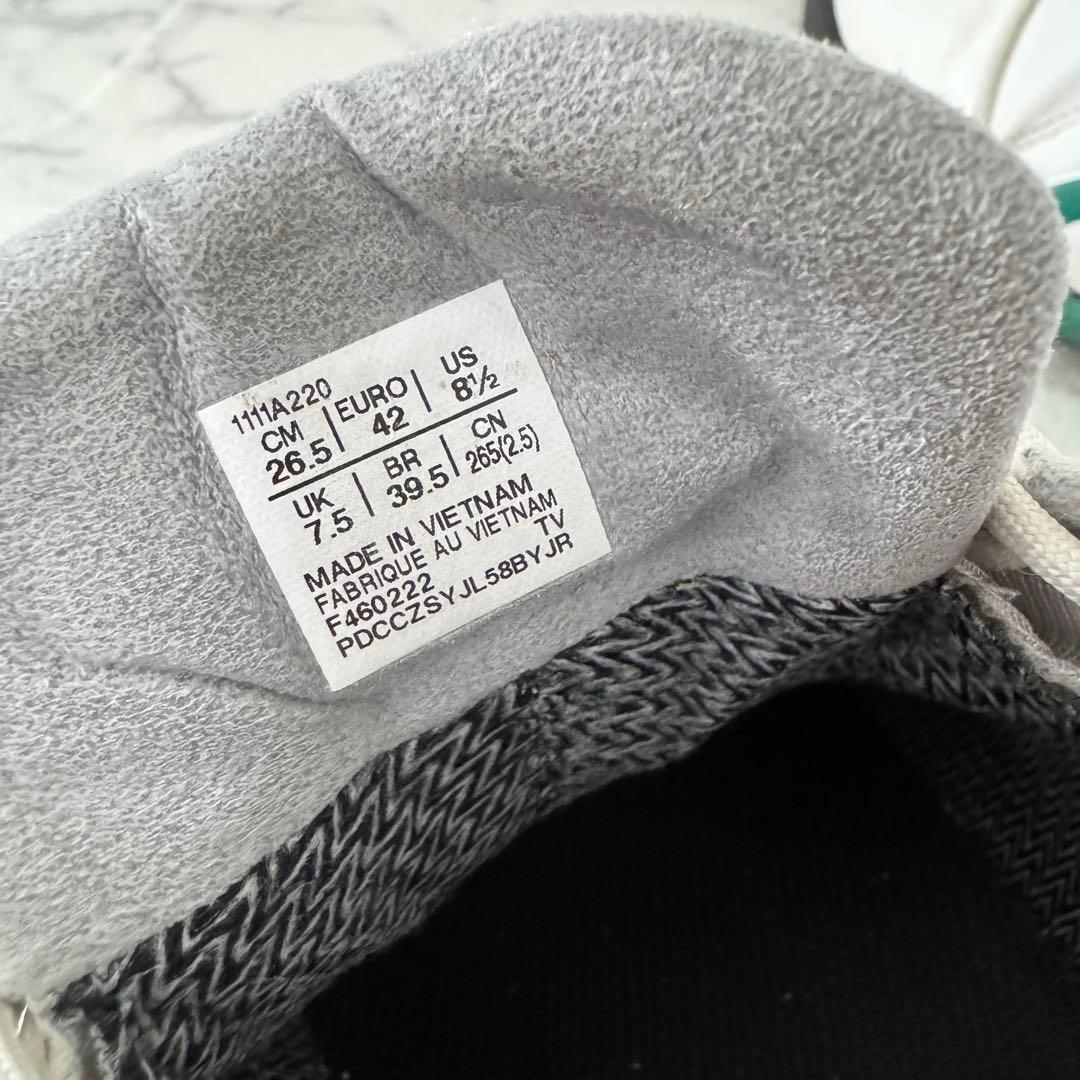 1111A220
CM | EURO | US
26.5 | 42 | 8½
UK | BR | CN
7.5 | 39.5 | 265(2.5)
MADE IN VIETNAM
FABRIQUE AU VIETNAM
F460222 TV
PDCCZSYJL58BYJR